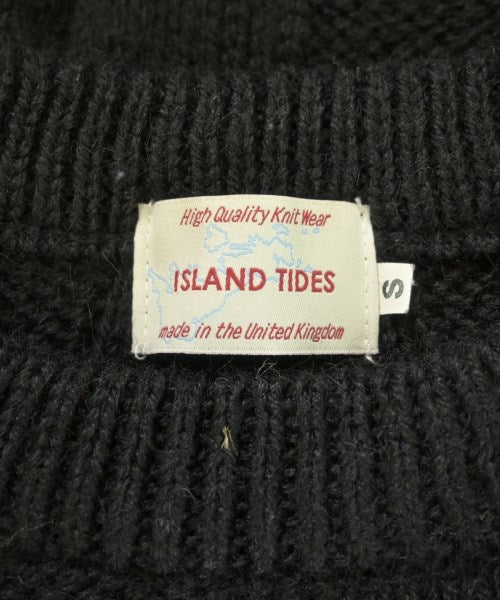 High Quality Knit Wear
ISLAND TIDES
made in the United Kingdom
S